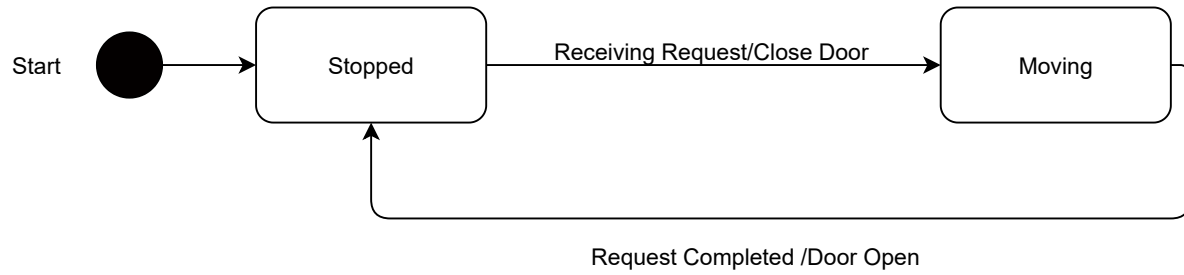 Start
Stopped
Receiving Request/Close Door
Moving
Request Completed /Door Open